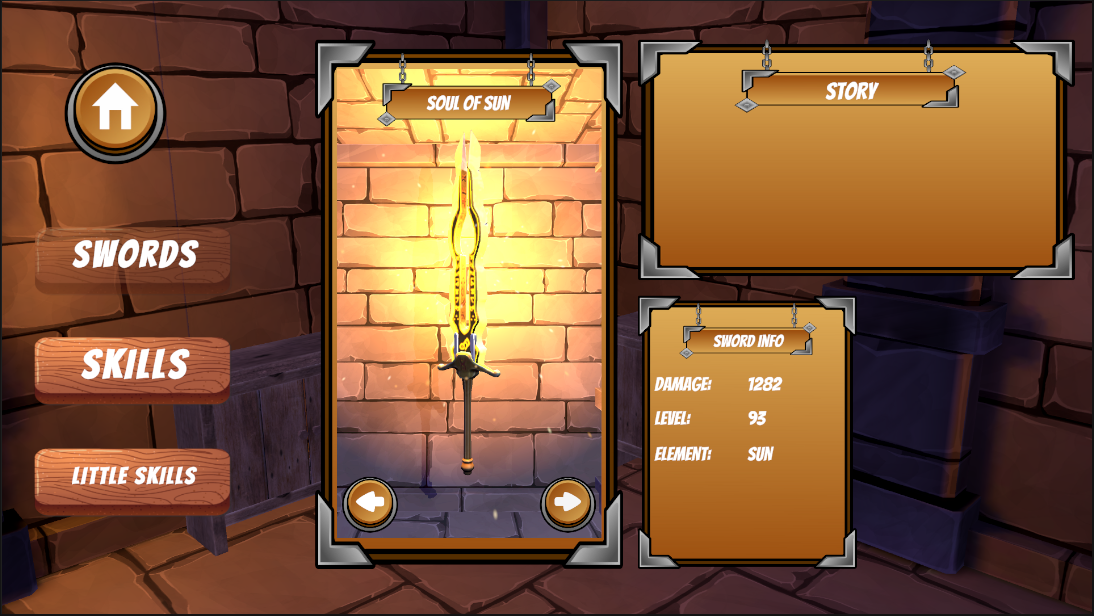 SWORDS
SKILLS
LITTLE SKILLS
SOUL OF SUN
STORY
SWORD INFO
DAMAGE: 1282
LEVEL: 93
ELEMENT: SUN